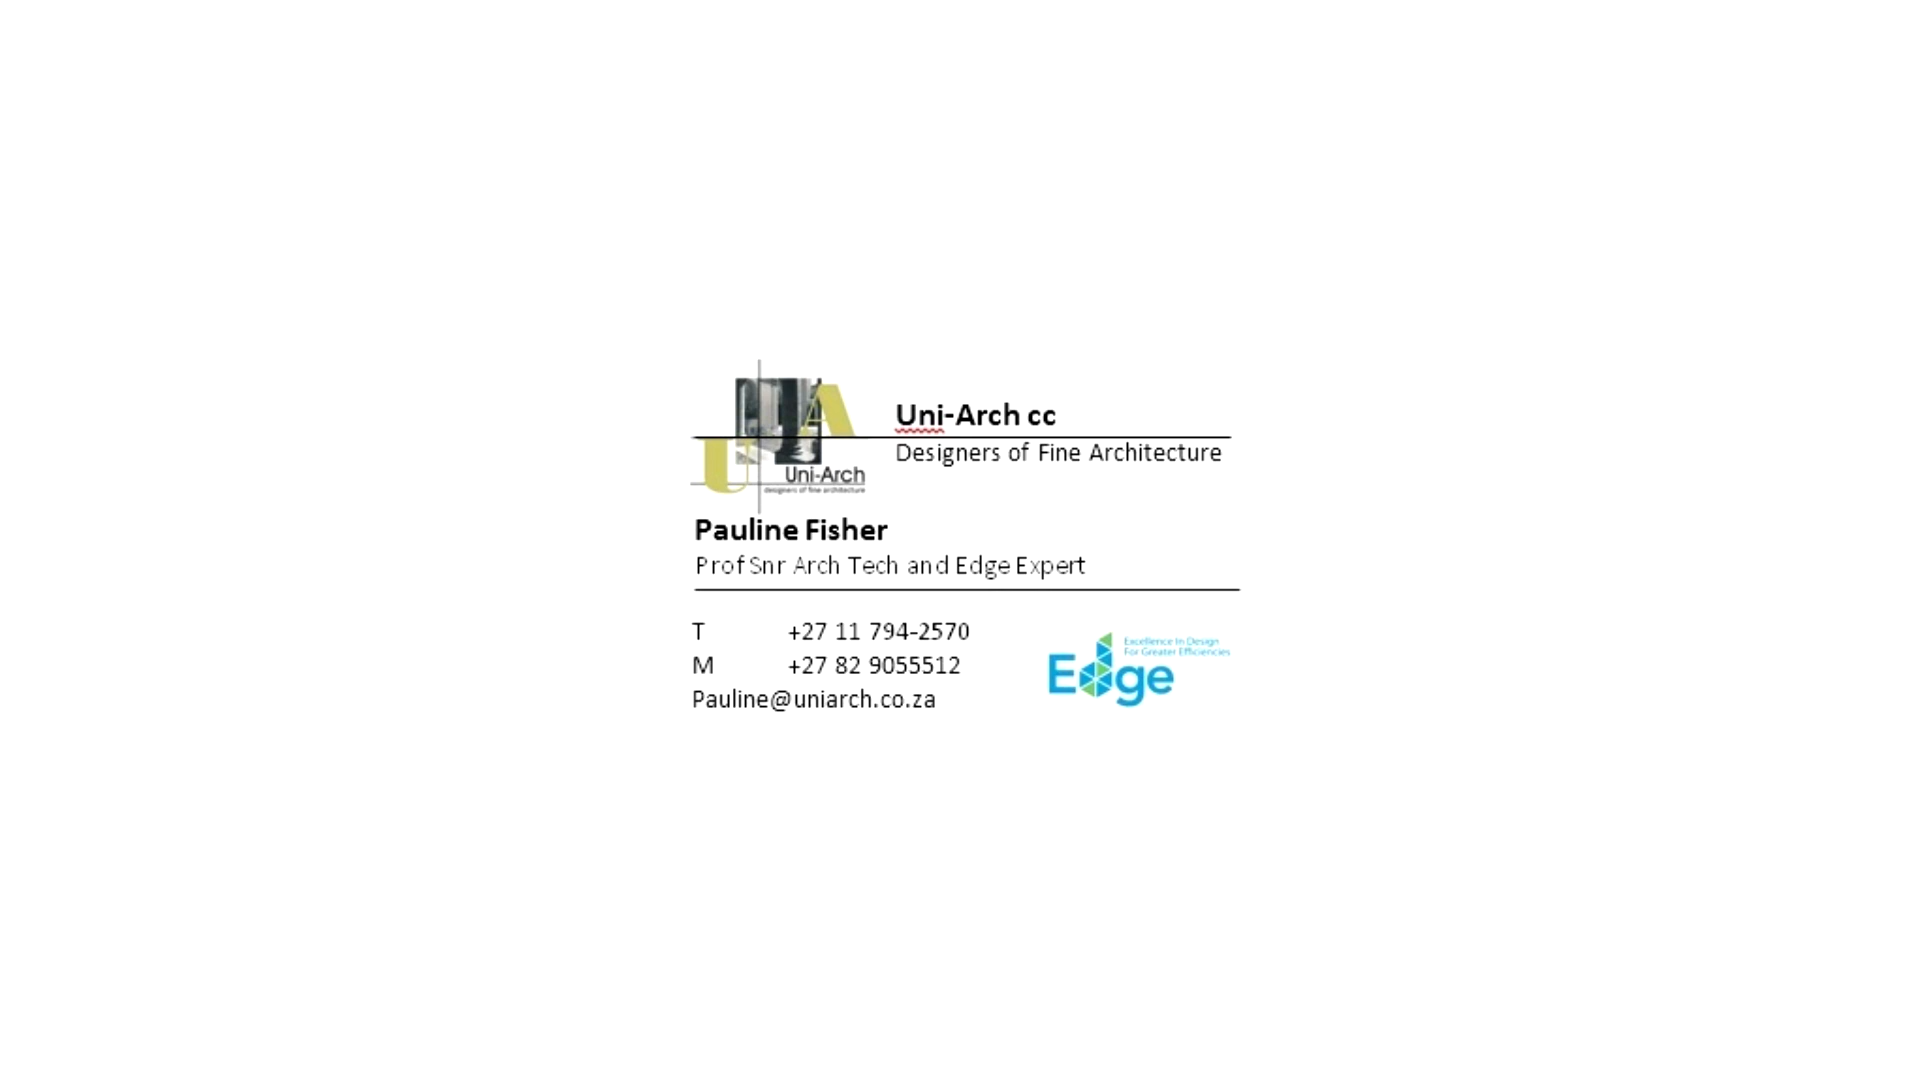 UA
Uni-Arch
designers of fine architecture
Uni-Arch cc
Designers of Fine Architecture
Pauline Fisher
Prof Snr Arch Tech and Edge Expert
T +27 11 794-2570
M +27 82 9055512
Pauline@uniarch.co.za
Excellence In Design
For Greater Efficiencies
Edge